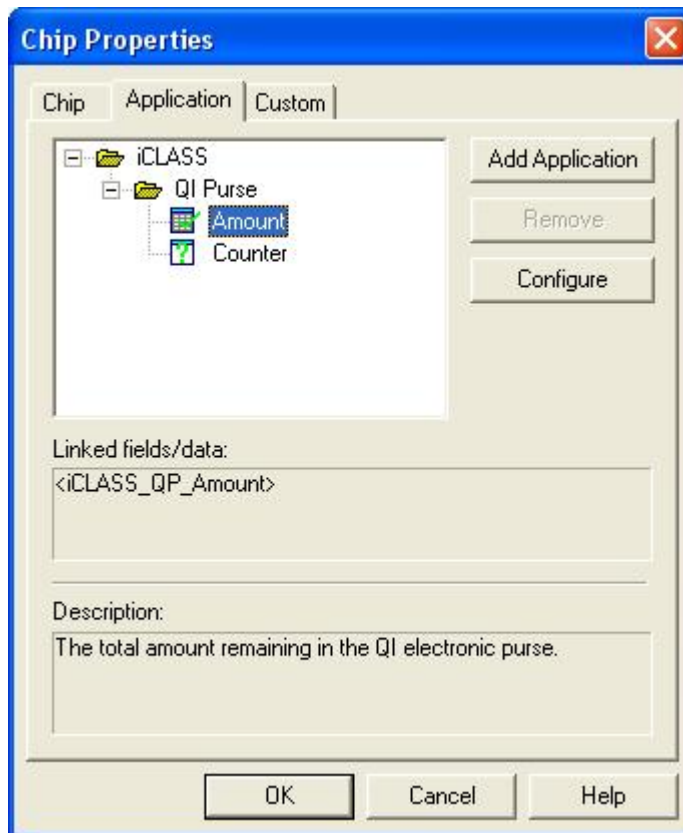 Chip Properties
Chip Application Custom
iCLASS
QI Purse
Amount
Counter
Add Application
Remove
Configure
Linked fields/data:
<iCLASS_QP_Amount>
Description:
The total amount remaining in the QI electronic purse.
OK Cancel Help